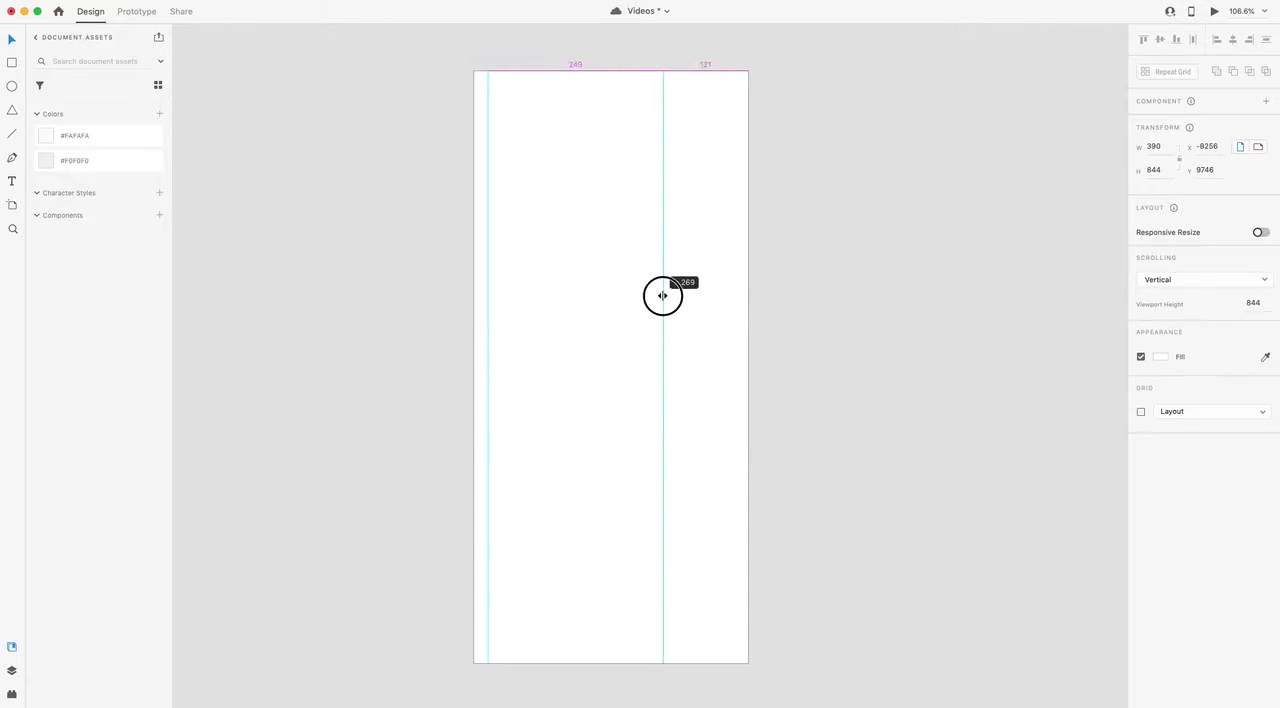 Design
Prototype
Share
Videos *
106.6%
DOCUMENT ASSETS
Search document assets
Colors
#FAFAFA
#F0F0F0
Character Styles
Components
249
121
269
Repeat Grid
COMPONENT
TRANSFORM
W 390 X -8256
H 844 Y 9746
LAYOUT
Responsive Resize
SCROLLING
Vertical
Viewport Height 844
APPEARANCE
Fill
GRID
Layout